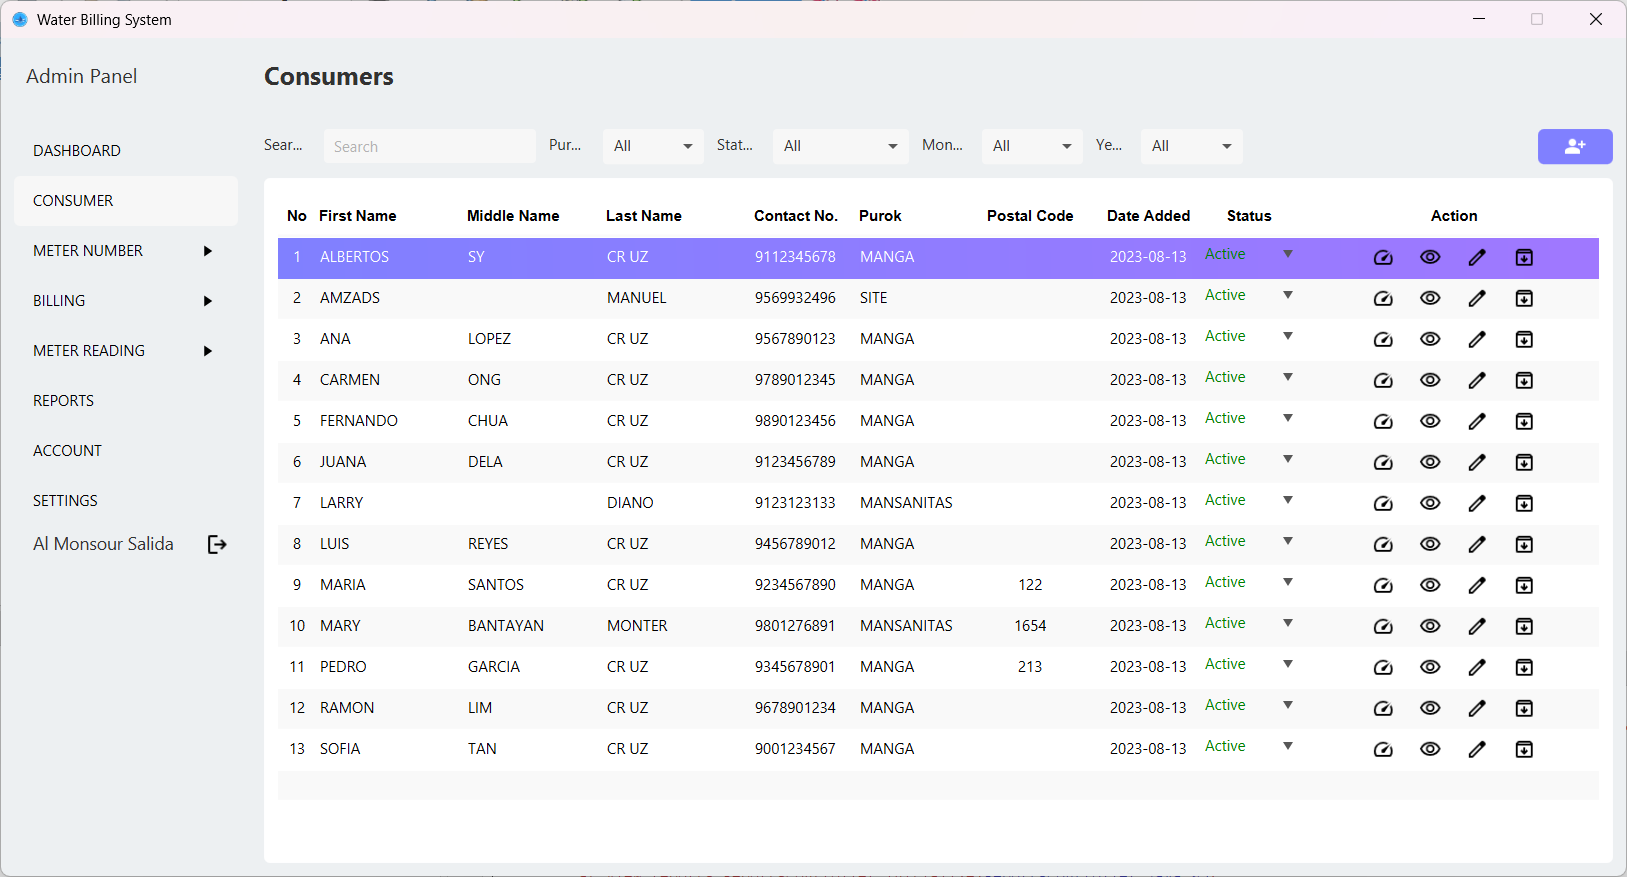 Water Billing System
Admin Panel
Consumers
DASHBOARD
CONSUMER
METER NUMBER
BILLING
METER READING
REPORTS
ACCOUNT
SETTINGS
Al Monsour Salida
Sear... Search Pur... All Stat... All Mon... All Ye... All
No First Name Middle Name Last Name Contact No. Purok Postal Code Date Added Status Action
1 ALBERTOS SY CR UZ 9112345678 MANGA 2023-08-13 Active
2 AMZADS MANUEL 9569932496 SITE 2023-08-13 Active
3 ANA LOPEZ CR UZ 9567890123 MANGA 2023-08-13 Active
4 CARMEN ONG CR UZ 9789012345 MANGA 2023-08-13 Active
5 FERNANDO CHUA CR UZ 9890123456 MANGA 2023-08-13 Active
6 JUANA DELA CR UZ 9123456789 MANGA 2023-08-13 Active
7 LARRY DIANO 9123123133 MANSANITAS 2023-08-13 Active
8 LUIS REYES CR UZ 9456789012 MANGA 2023-08-13 Active
9 MARIA SANTOS CR UZ 9234567890 MANGA 122 2023-08-13 Active
10 MARY BANTAYAN MONTER 9801276891 MANSANITAS 1654 2023-08-13 Active
11 PEDRO GARCIA CR UZ 9345678901 MANGA 213 2023-08-13 Active
12 RAMON LIM CR UZ 9678901234 MANGA 2023-08-13 Active
13 SOFIA TAN CR UZ 9001234567 MANGA 2023-08-13 Active